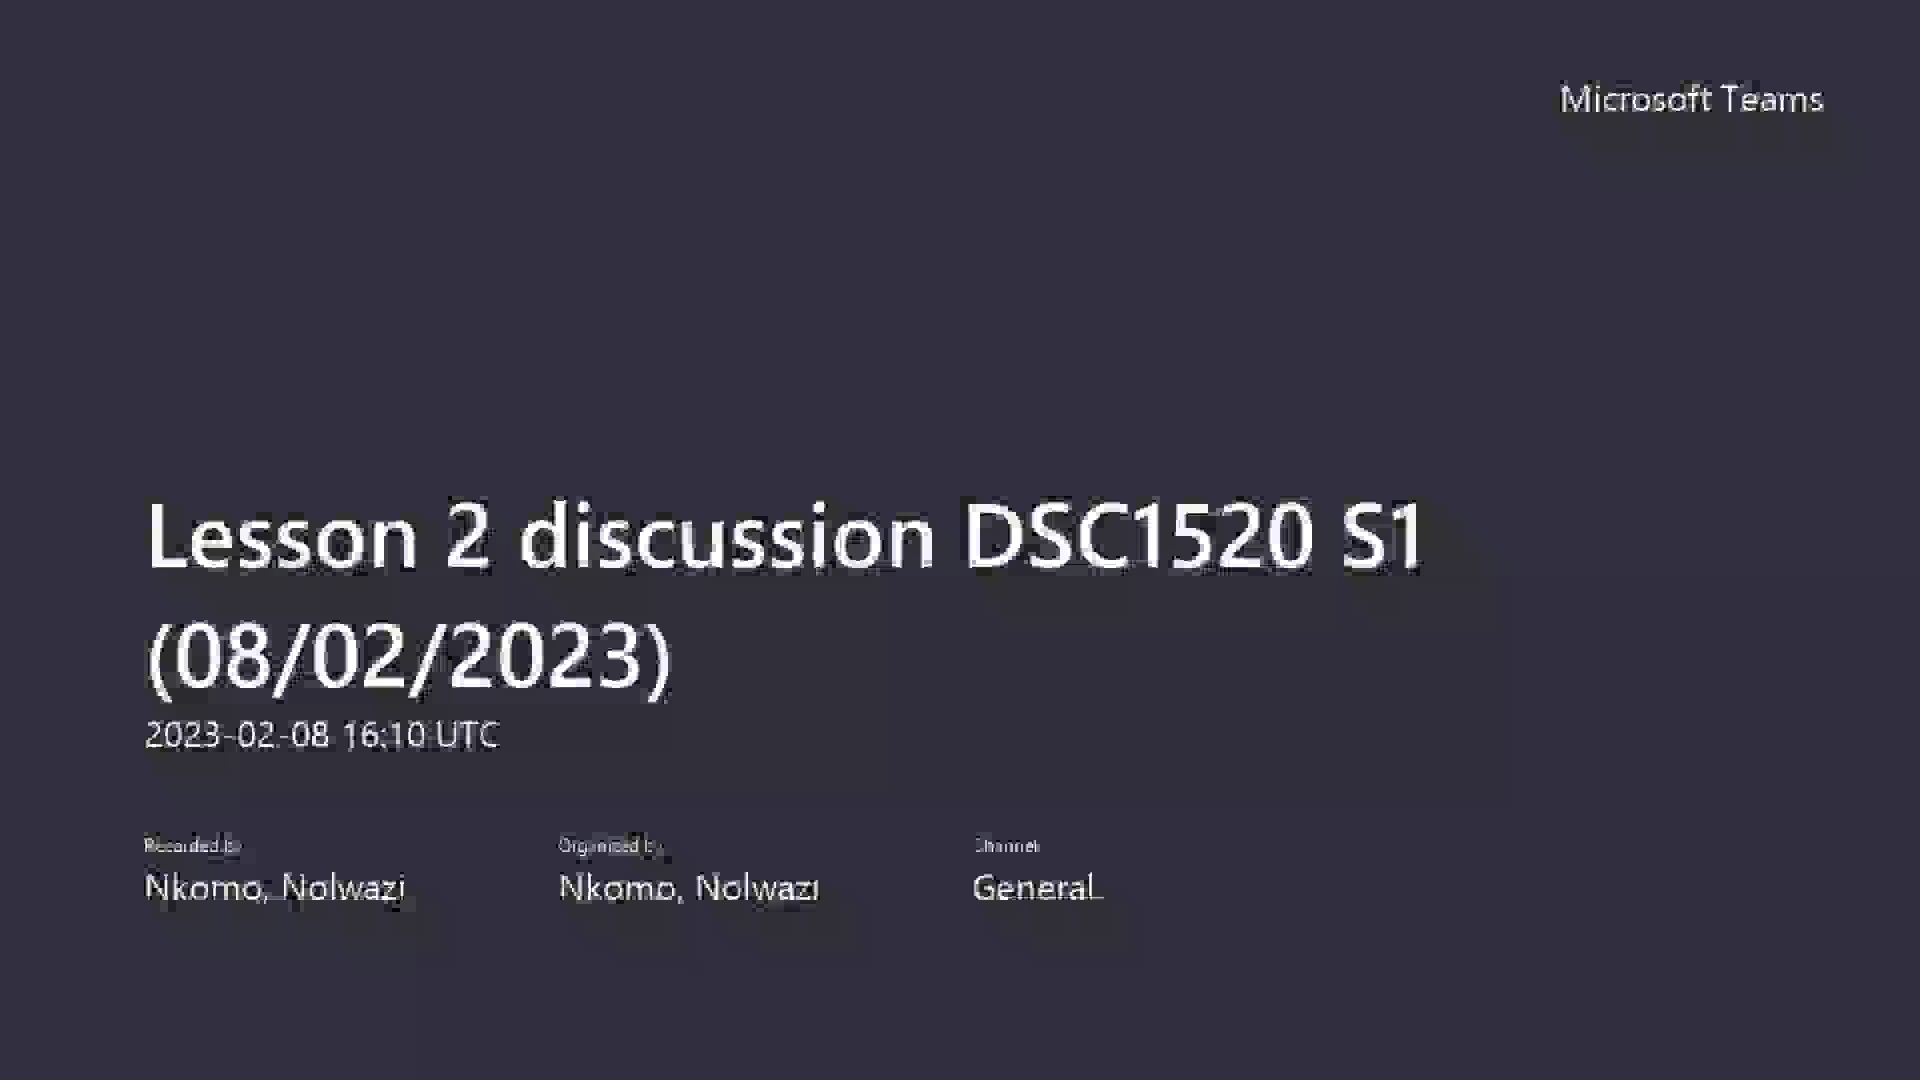 Microsoft Teams
Lesson 2 discussion DSC1520 S1
(08/02/2023)
2023-02-08 16:10 UTC
Recorded by
Organized by
Channel
Nkomo, Nolwazi
Nkomo, Nolwazi
General